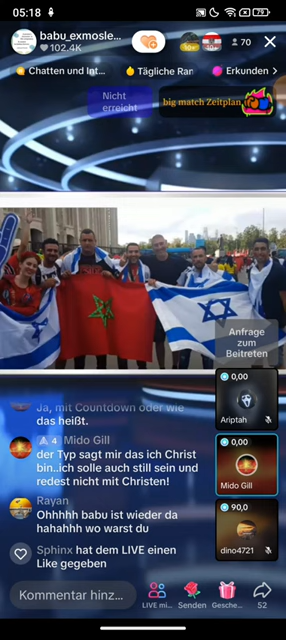 05:18
79
babu_exmosle...
102.4K
70
Chatten und Int...
Tägliche Ran
Erkunden >
Nicht
erreicht
big match Zeitplan
Anfrage
zum
Beitreten
0,00
Ariptah
0,00
Mido Gill
90,0
dino4721
Ja, mit Countdown oder wie
das heißt.
4 Mido Gill
der Typ sagt mir das ich Christ
bin..ich solle auch still sein und
redest nicht mit Christen!
Rayan
Ohhhhh babu ist wieder da
hahahhh wo warst du
Sphinx hat dem LIVE einen
Like gegeben
Kommentar hinz...
LIVE mi...
Senden
Gesche...
52